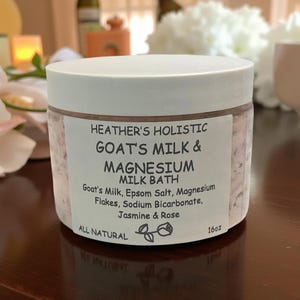 HEATHER'S HOLISTIC
GOAT'S MILK &
MAGNESIUM
MILK BATH
Goat's Milk, Epsom Salt, Magnesium
Flakes, Sodium Bicarbonate,
Jasmine & Rose
ALL NATURAL 16oz